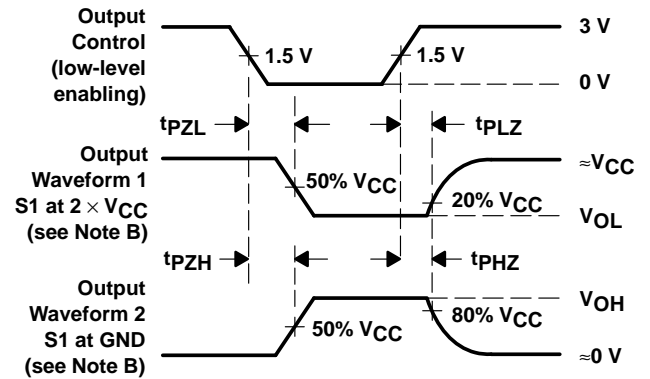 Output
Control
(low-level
enabling)
1.5 V
1.5 V
3 V
0 V
tPZL
tPLZ
Output
Waveform 1
S1 at 2 × VCC
(see Note B)
50% VCC
20% VCC
≈VCC
VOL
tPZH
tPHZ
Output
Waveform 2
S1 at GND
(see Note B)
50% VCC
80% VCC
VOH
≈0 V